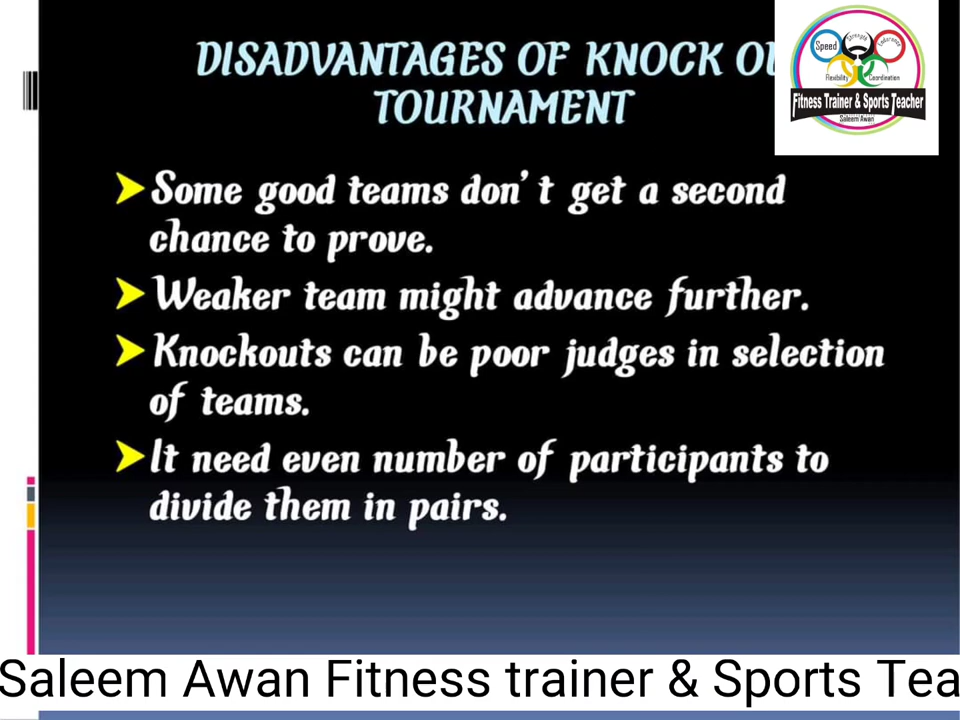 DISADVANTAGES OF KNOCK OU
TOURNAMENT
Speed
Strength
Endurance
Flexibility
Coordination
Fitness Trainer & Sports Teacher
Saleem Awan
➤Some good teams don't get a second
chance to prove.
➤Weaker team might advance further.
➤Knockouts can be poor judges in selection
of teams.
➤It need even number of participants to
divide them in pairs.
Saleem Awan Fitness trainer & Sports Tea